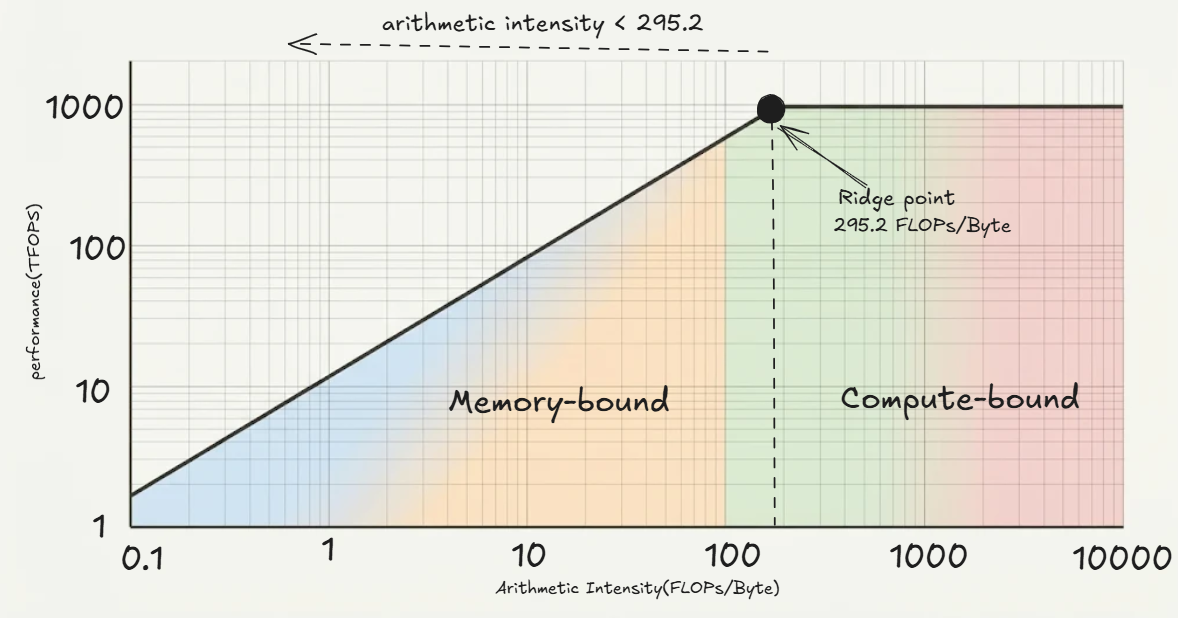 arithmetic intensity < 295.2
1000
100
10
1
performance(TFOPS)
Ridge point
295.2 FLOPs/Byte
Memory-bound
Compute-bound
0.1
1
10
100
1000
10000
Arithmetic Intensity(FLOPs/Byte)